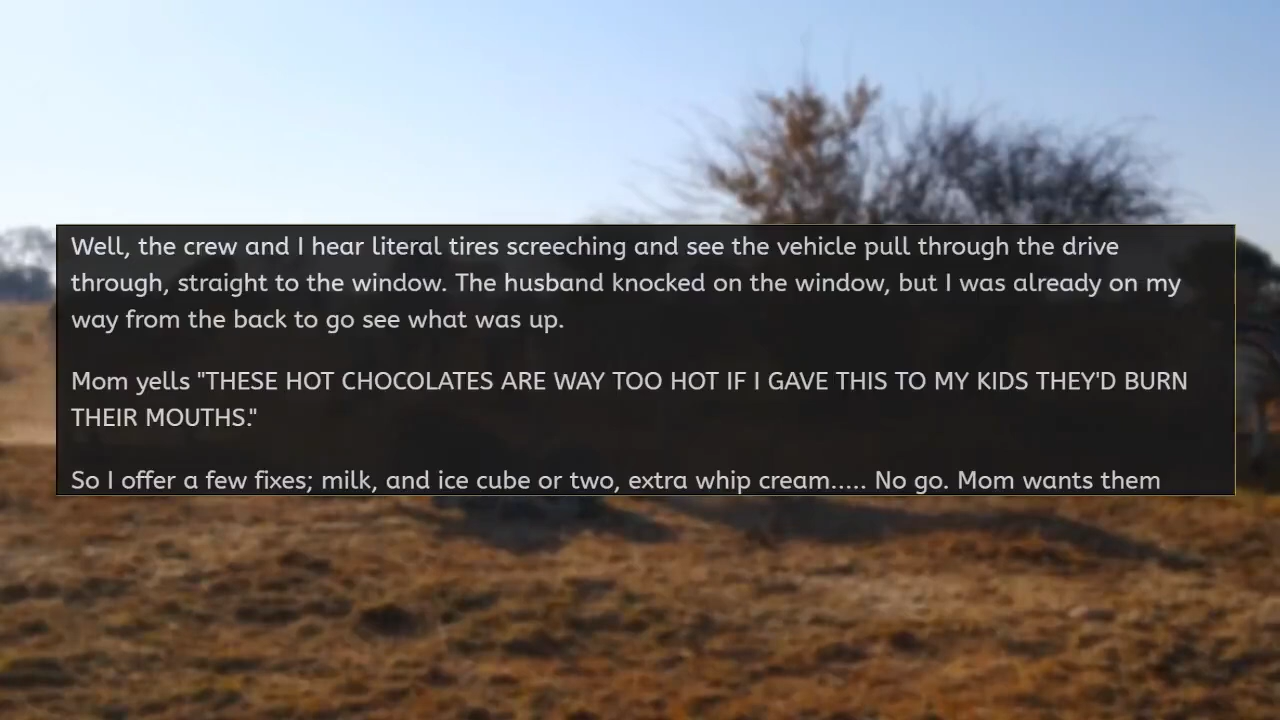 Well, the crew and I hear literal tires screeching and see the vehicle pull through the drive
through, straight to the window. The husband knocked on the window, but I was already on my
way from the back to go see what was up.
Mom yells "THESE HOT CHOCOLATES ARE WAY TOO HOT IF I GAVE THIS TO MY KIDS THEY'D BURN
THEIR MOUTHS."
So I offer a few fixes; milk, and ice cube or two, extra whip cream..... No go. Mom wants them